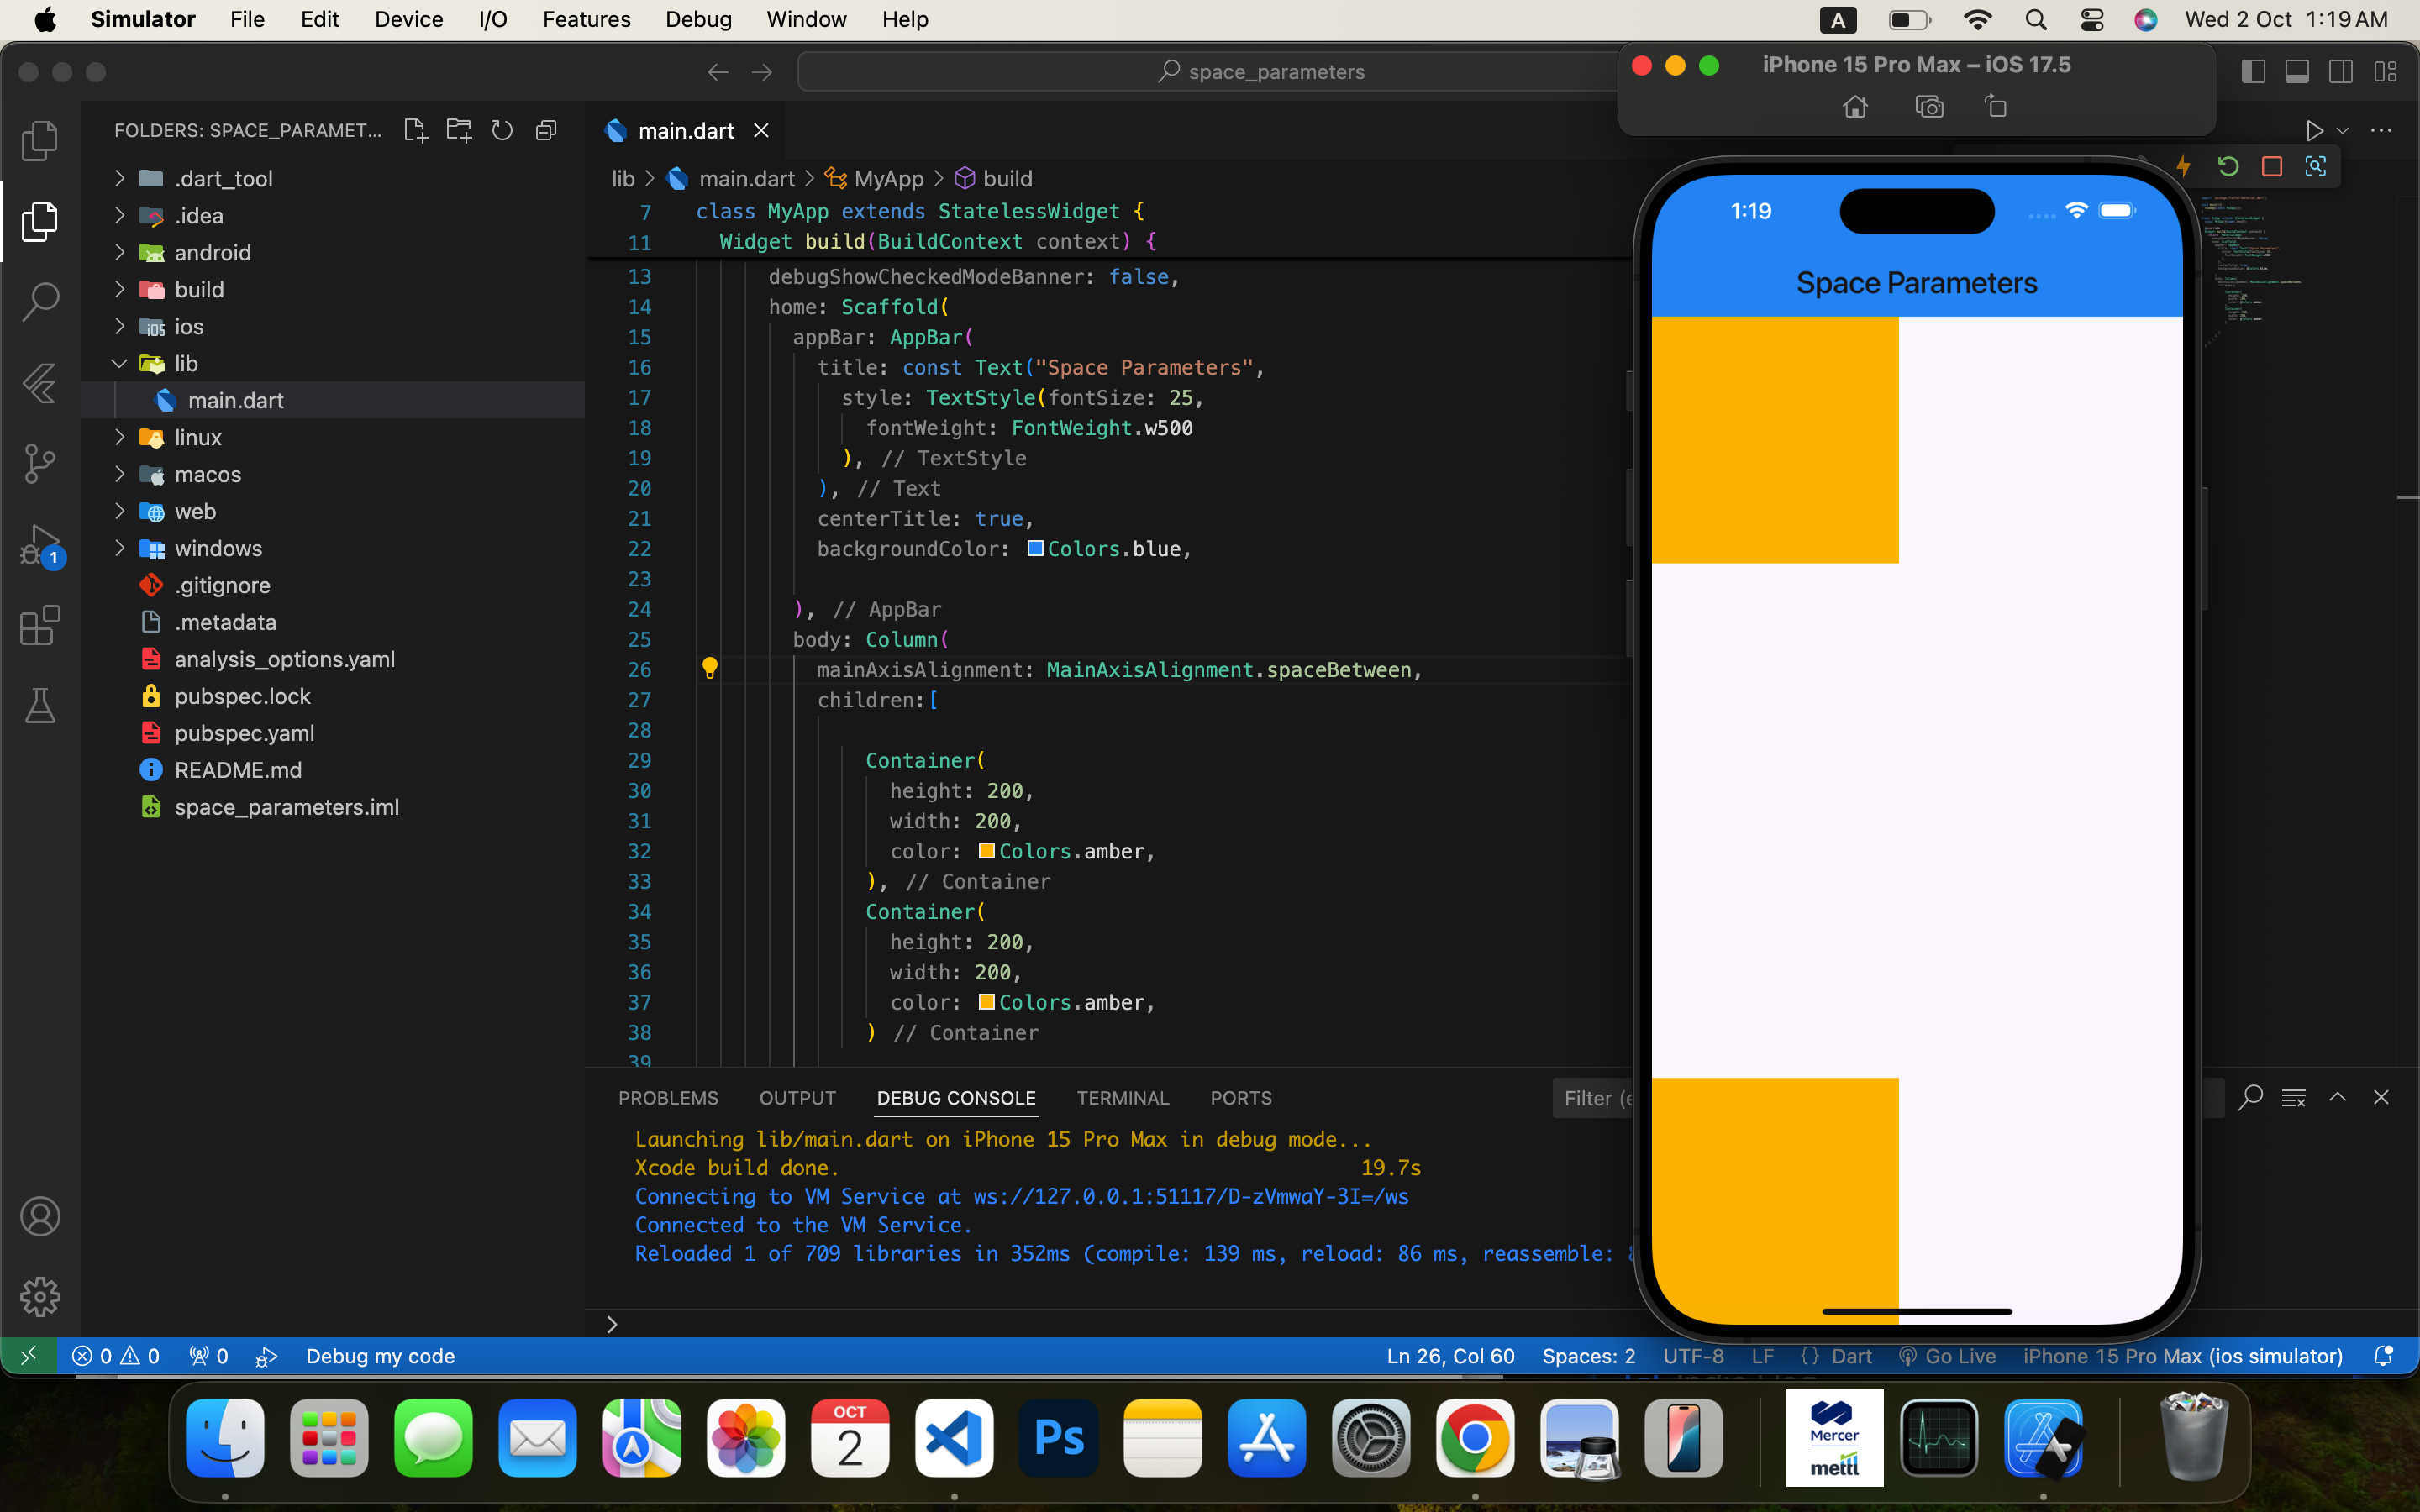 Simulator File Edit Device I/O Features Debug Window Help
A Wed 2 Oct 1:19 AM
space_parameters
iPhone 15 Pro Max – iOS 17.5
FOLDERS: SPACE_PARAMET...
.dart_tool
.idea
android
build
ios
lib
main.dart
linux
macos
web
windows
.gitignore
.metadata
analysis_options.yaml
pubspec.lock
pubspec.yaml
README.md
space_parameters.iml
1
main.dart
lib > main.dart > MyApp > build
7 class MyApp extends StatelessWidget {
11 Widget build(BuildContext context) {
13 debugShowCheckedModeBanner: false,
14 home: Scaffold(
15 appBar: AppBar(
16 title: const Text("Space Parameters",
17 style: TextStyle(fontSize: 25,
18 fontWeight: FontWeight.w500
19 ), // TextStyle
20 ), // Text
21 centerTitle: true,
22 backgroundColor: Colors.blue,
23
24 ), // AppBar
25 body: Column(
26 mainAxisAlignment: MainAxisAlignment.spaceBetween,
27 children:[
28
29 Container(
30 height: 200,
31 width: 200,
32 color: Colors.amber,
33 ), // Container
34 Container(
35 height: 200,
36 width: 200,
37 color: Colors.amber,
38 ) // Container
39
1:19
Space Parameters
PROBLEMS OUTPUT DEBUG CONSOLE TERMINAL PORTS
Filter (e
Launching lib/main.dart on iPhone 15 Pro Max in debug mode...
Xcode build done. 19.7s
Connecting to VM Service at ws://127.0.0.1:51117/D-zVmwaY-3I=/ws
Connected to the VM Service.
Reloaded 1 of 709 libraries in 352ms (compile: 139 ms, reload: 86 ms, reassemble:
>
0 0 0 Debug my code
Ln 26, Col 60 Spaces: 2 UTF-8 LF {} Dart Go Live iPhone 15 Pro Max (ios simulator)
OCT
2
Ps
Mercer
mettl